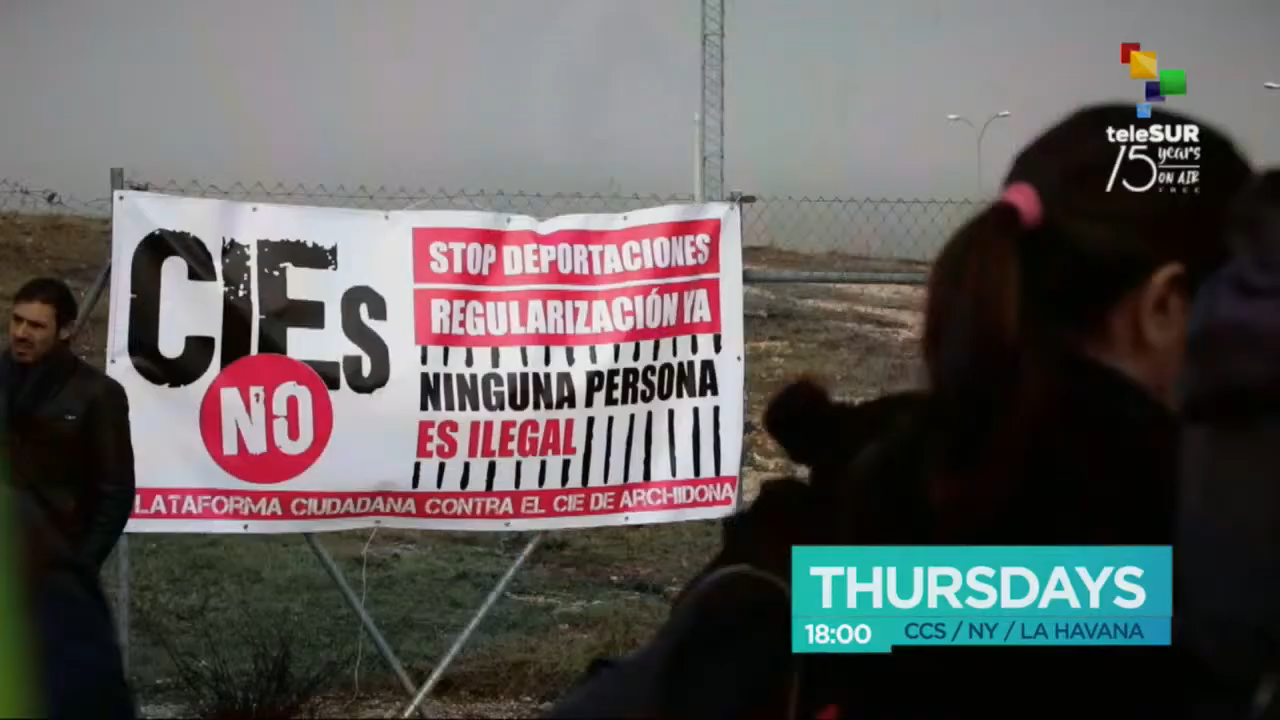 CIEs
NO
STOP DEPORTACIONES
REGULARIZACIÓN YA
NINGUNA PERSONA
ES ILEGAL
LATAFORMA CIUDADANA CONTRA EL CIE DE ARCHIDONA
teleSUR
15 years
ON AIR
FREE
THURSDAYS
18:00 CCS / NY / LA HAVANA